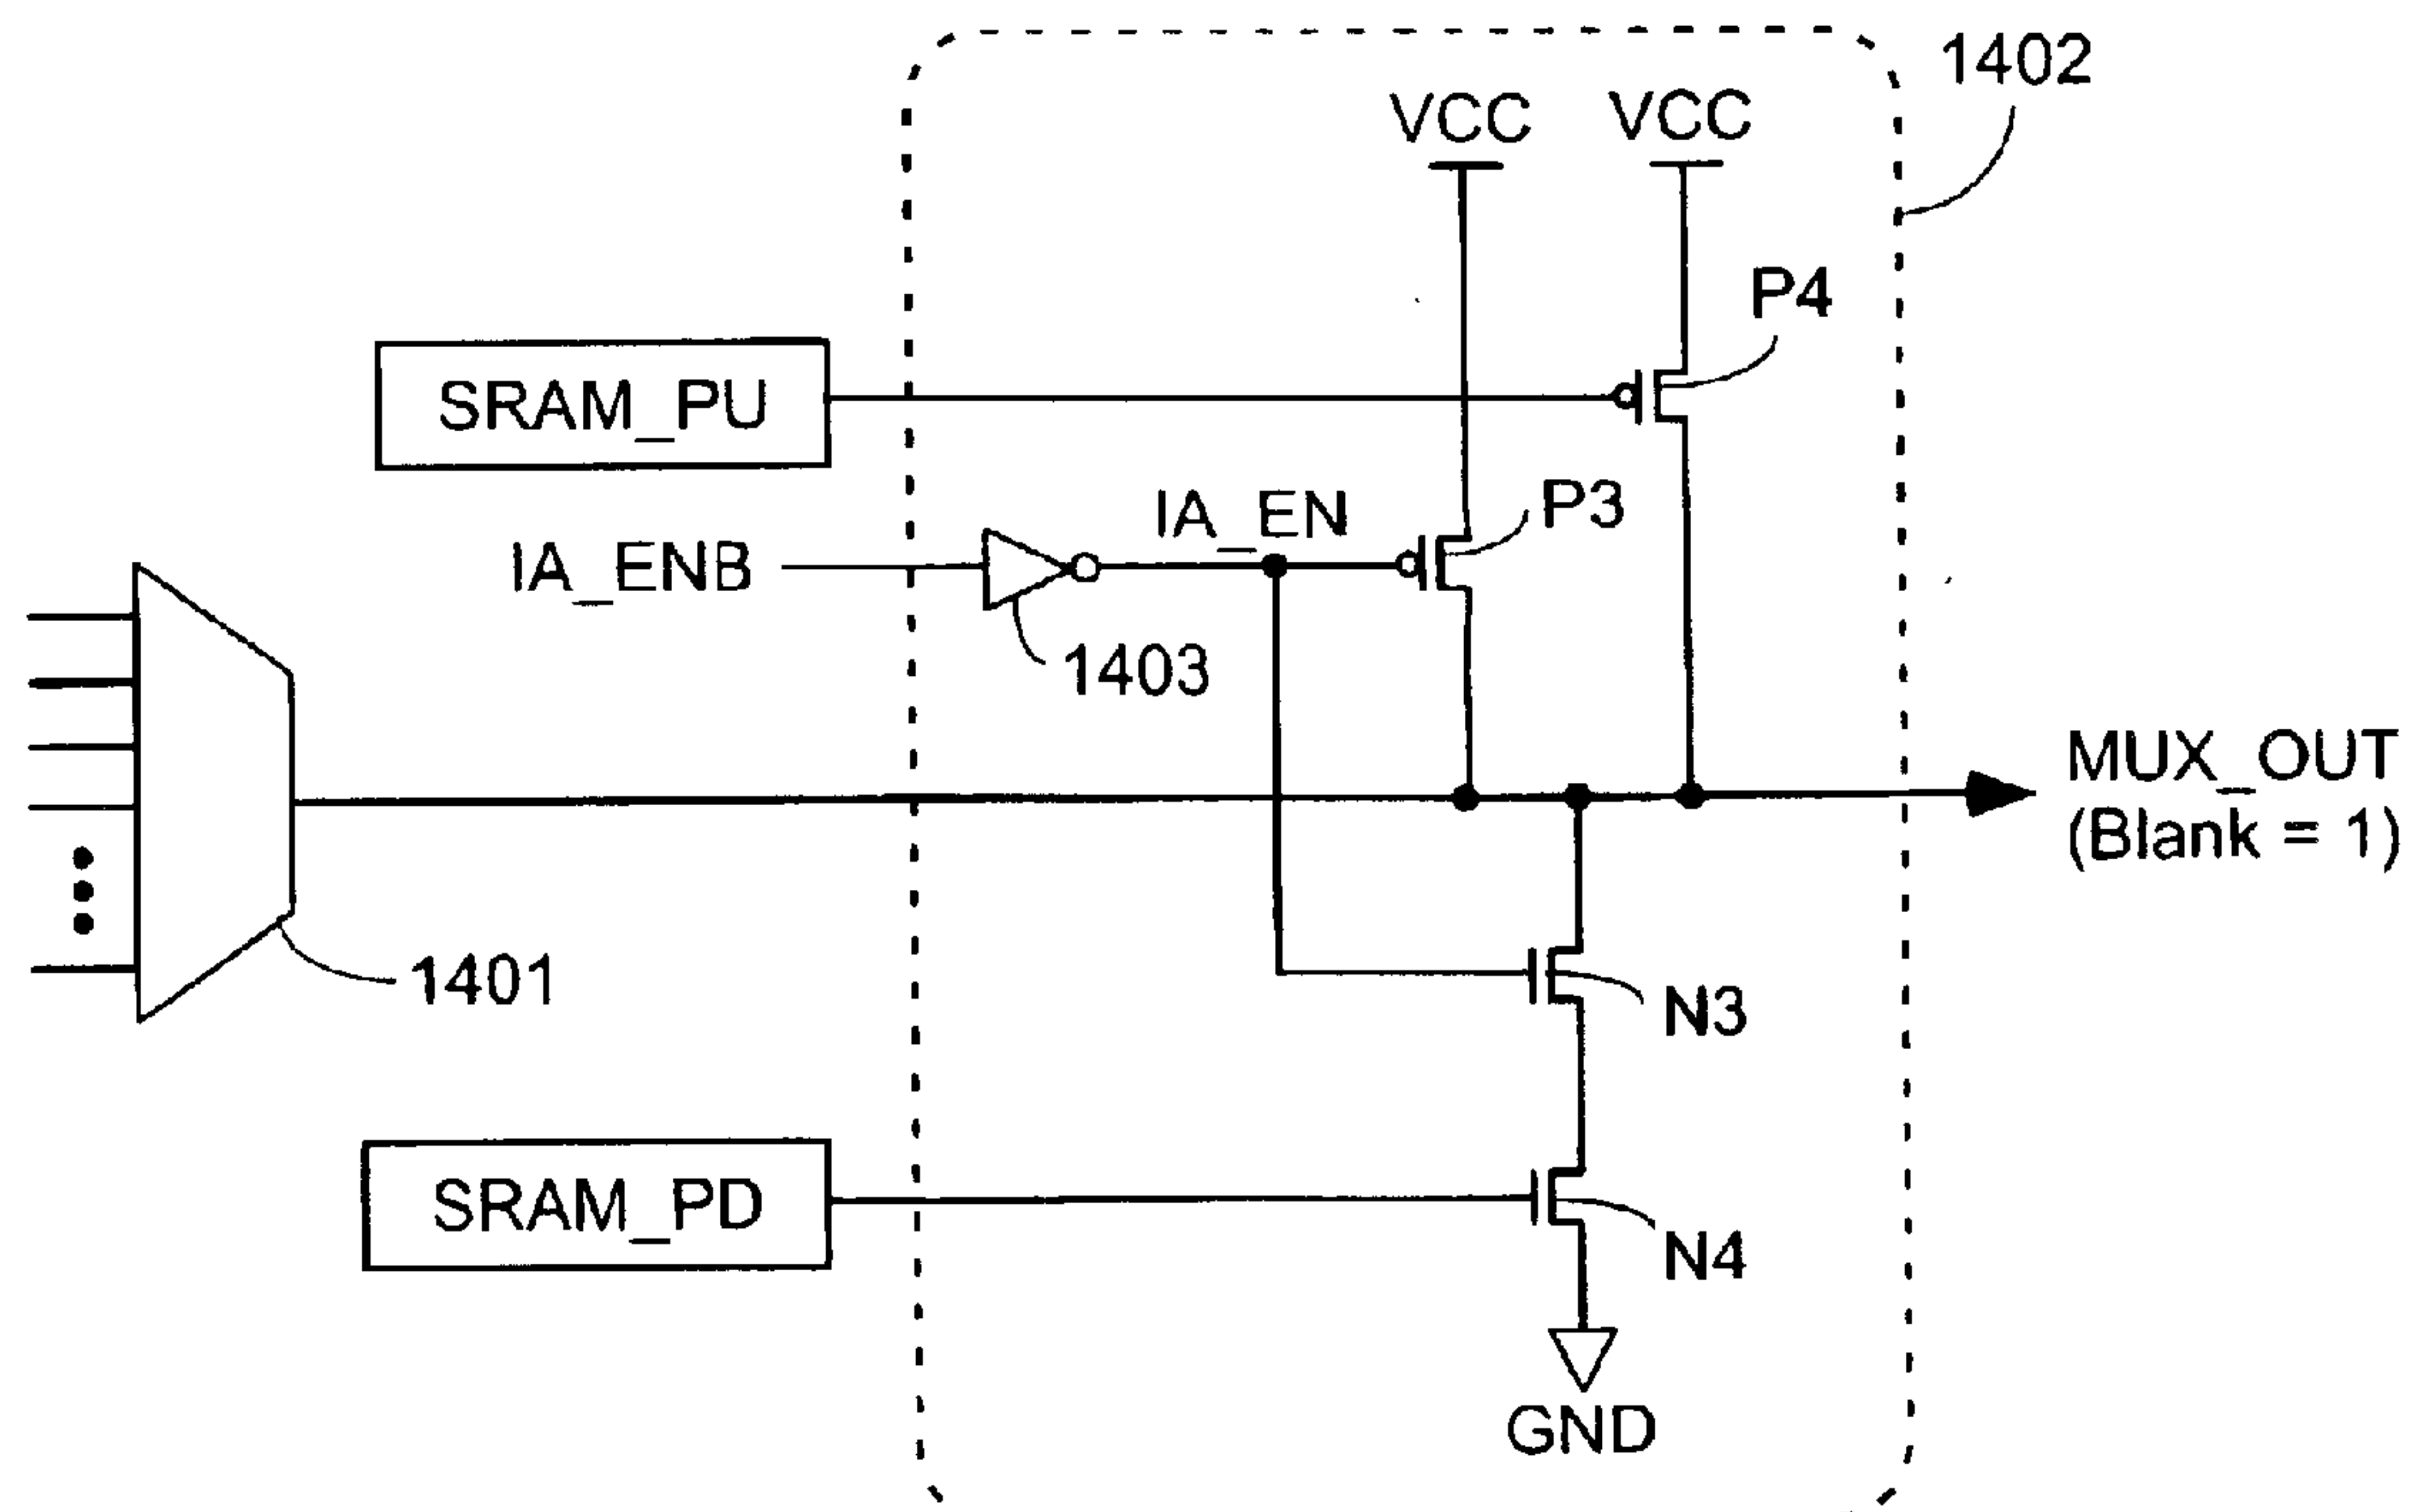 1402
VCC VCC
P4
SRAM_PU
IA_EN P3
IA_ENB
1403
MUX_OUT
(Blank = 1)
1401
N3
SRAM_PD
N4
GND